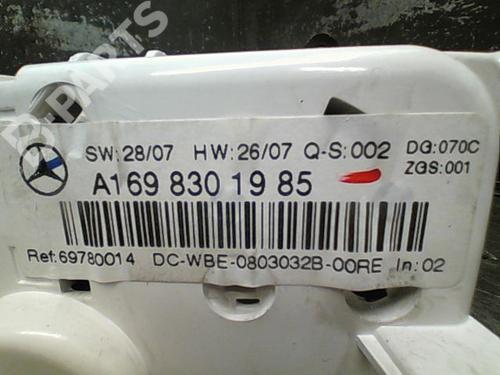 B-PARTS
SW:28/07 HW:26/07 Q-S:002 DG:070C
ZGS:001
A169 830 19 85
Ref:69780014 DC-WBE-0803032B-00RE In:02